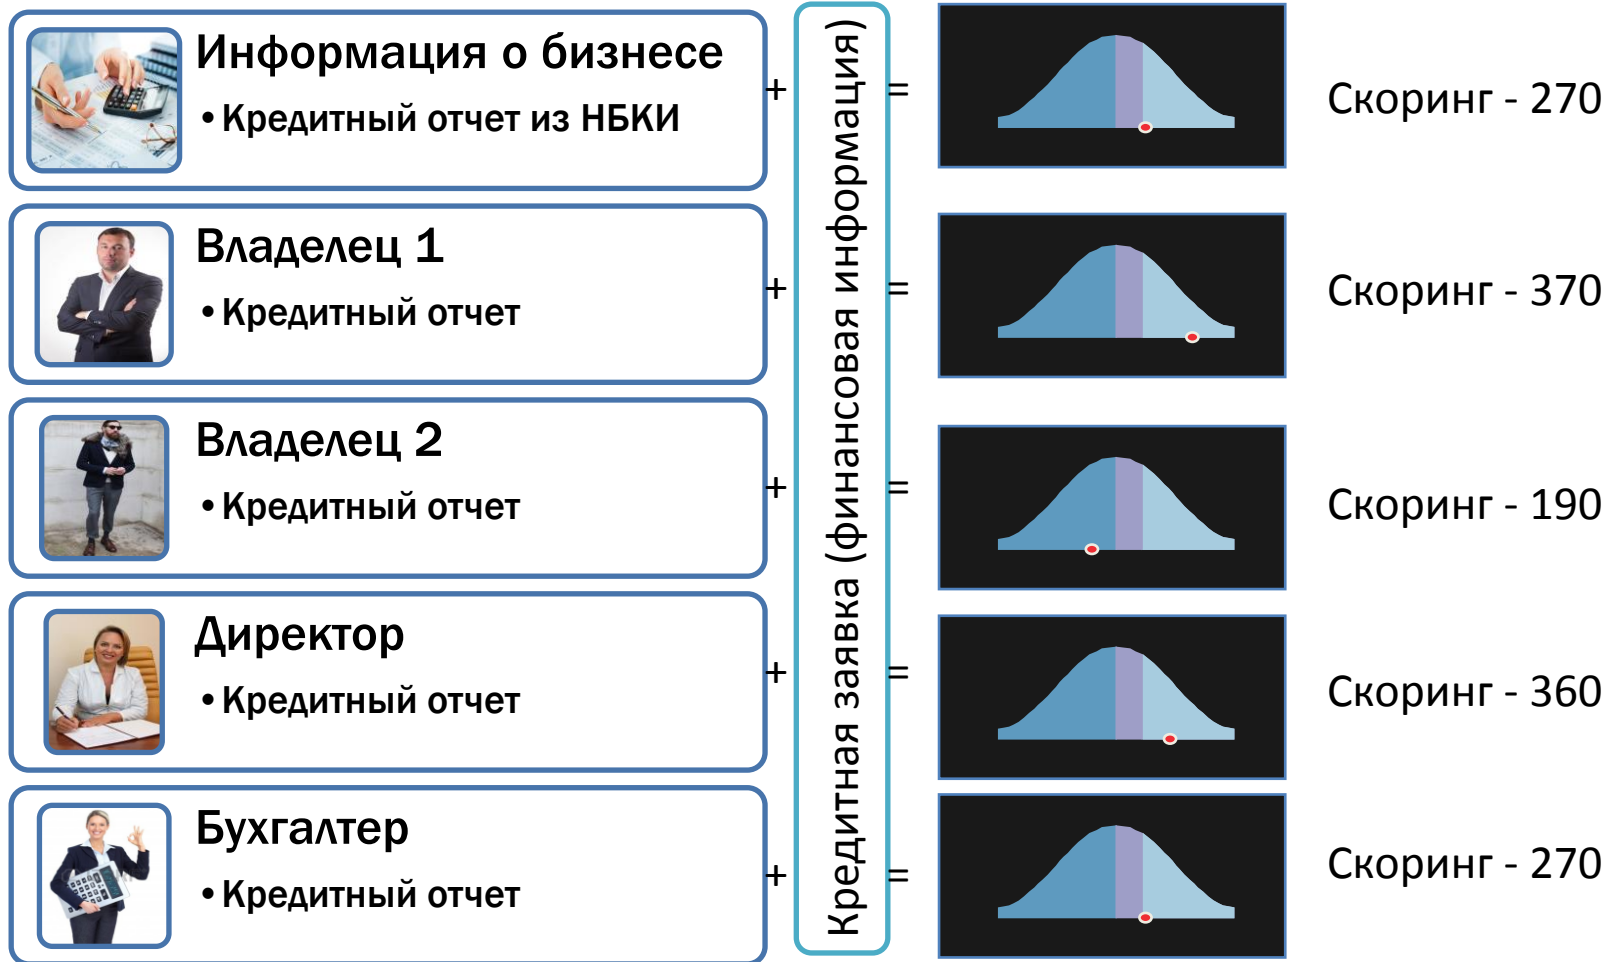 Информация о бизнесе
•Кредитный отчет из НБКИ
+
=
Скоринг - 270
Владелец 1
•Кредитный отчет
+
=
Скоринг - 370
Владелец 2
•Кредитный отчет
+
=
Скоринг - 190
Директор
•Кредитный отчет
+
=
Скоринг - 360
Бухгалтер
•Кредитный отчет
+
=
Скоринг - 270
Кредитная заявка (финансовая информация)